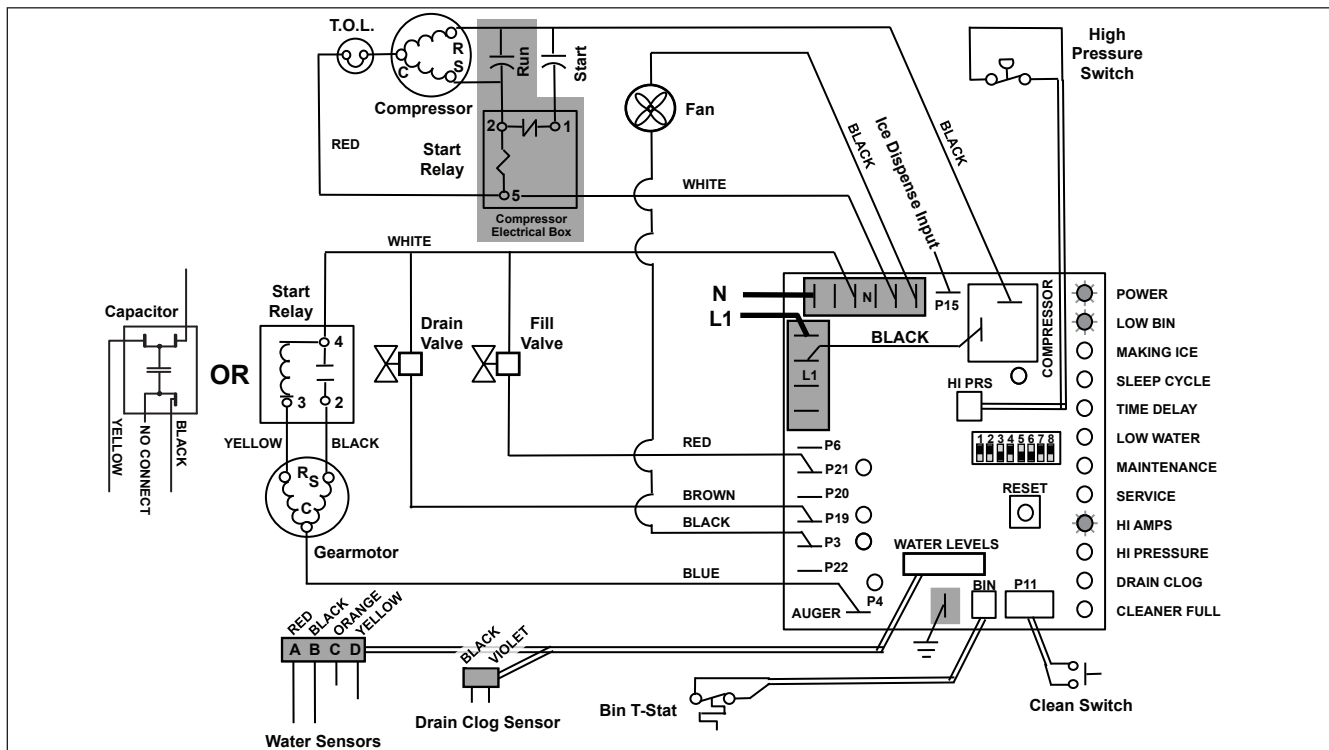 T.O.L.
R
S
C
Compressor
Run
Start
2
1
Start
Relay
5
Compressor
Electrical Box
RED
WHITE
Fan
BLACK
Ice Dispense Input
BLACK
High
Pressure
Switch
WHITE
Capacitor
YELLOW
NO CONNECT
BLACK
OR
Start
Relay
4
3
2
YELLOW
BLACK
R
S
C
Gearmotor
Drain
Valve
Fill
Valve
N
L1
N
P15
L1
BLACK
COMPRESSOR
HI PRS
1 2 3 4 5 6 7 8
RESET
RED
BROWN
BLACK
BLUE
P6
P21
P20
P19
P3
P22
P4
AUGER
WATER LEVELS
BIN
P11
POWER
LOW BIN
MAKING ICE
SLEEP CYCLE
TIME DELAY
LOW WATER
MAINTENANCE
SERVICE
HI AMPS
HI PRESSURE
DRAIN CLOG
CLEANER FULL
RED
BLACK
ORANGE
YELLOW
A B C D
Water Sensors
BLACK
VIOLET
Drain Clog Sensor
Bin T-Stat
Clean Switch